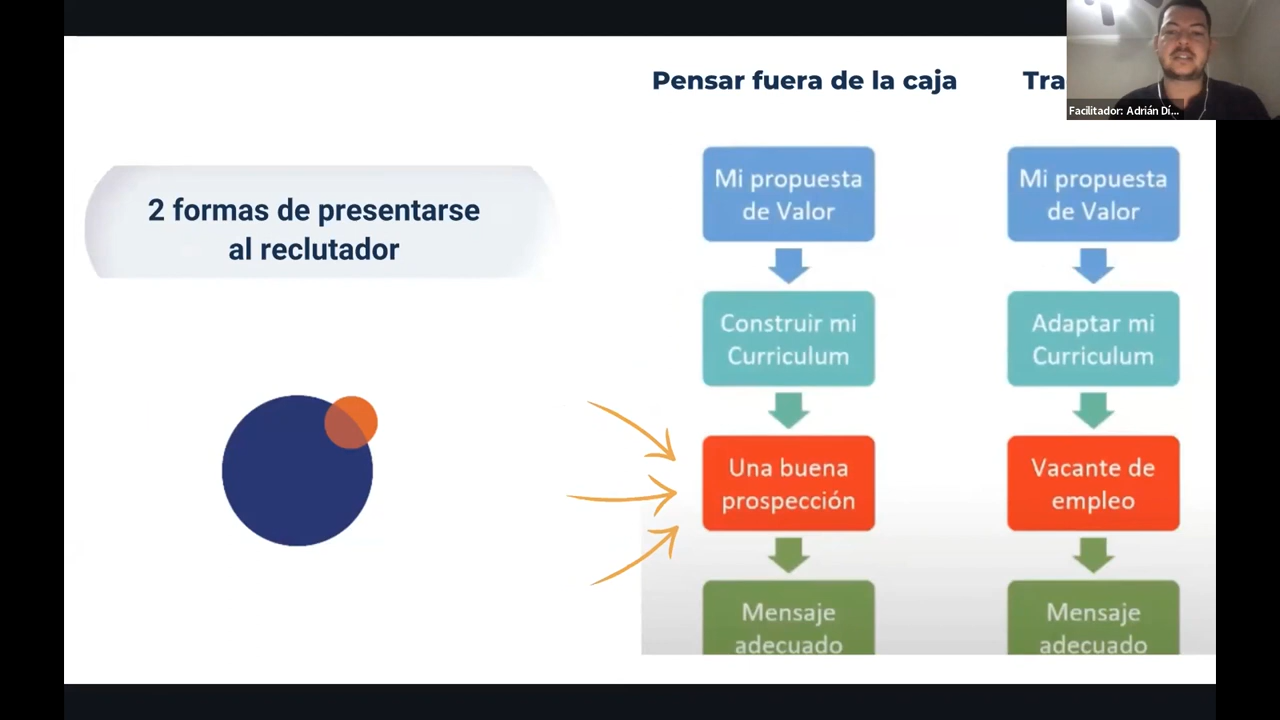 Pensar fuera de la caja
Facilitador: Adrián Dí...
2 formas de presentarse
al reclutador
Mi propuesta
de Valor
Construir mi
Curriculum
Una buena
prospección
Mensaje
adecuado
Mi propuesta
de Valor
Adaptar mi
Curriculum
Vacante de
empleo
Mensaje
adecuado